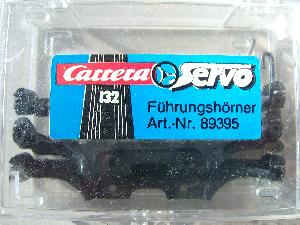 Carrera Servo
132
Führungshörner
Art.-Nr. 89395